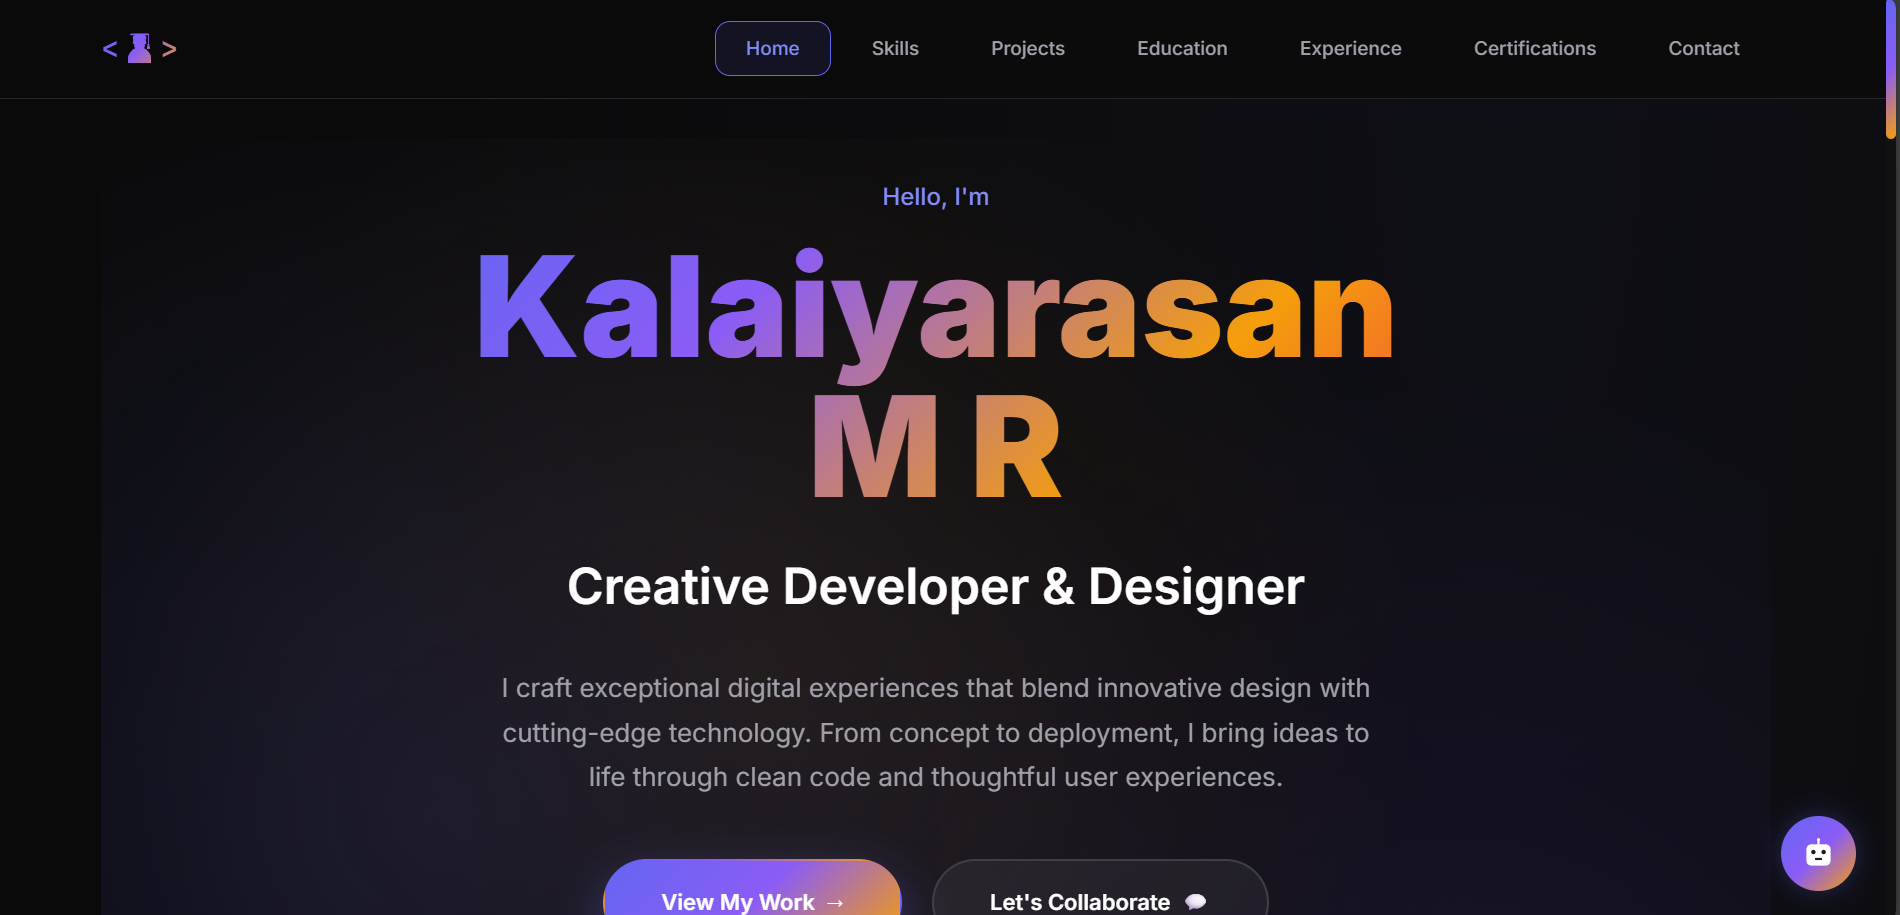 < >
Home Skills Projects Education Experience Certifications Contact
Hello, I'm
Kalaiyarasan
M R
Creative Developer & Designer
I craft exceptional digital experiences that blend innovative design with
cutting-edge technology. From concept to deployment, I bring ideas to
life through clean code and thoughtful user experiences.
View My Work →
Let's Collaborate